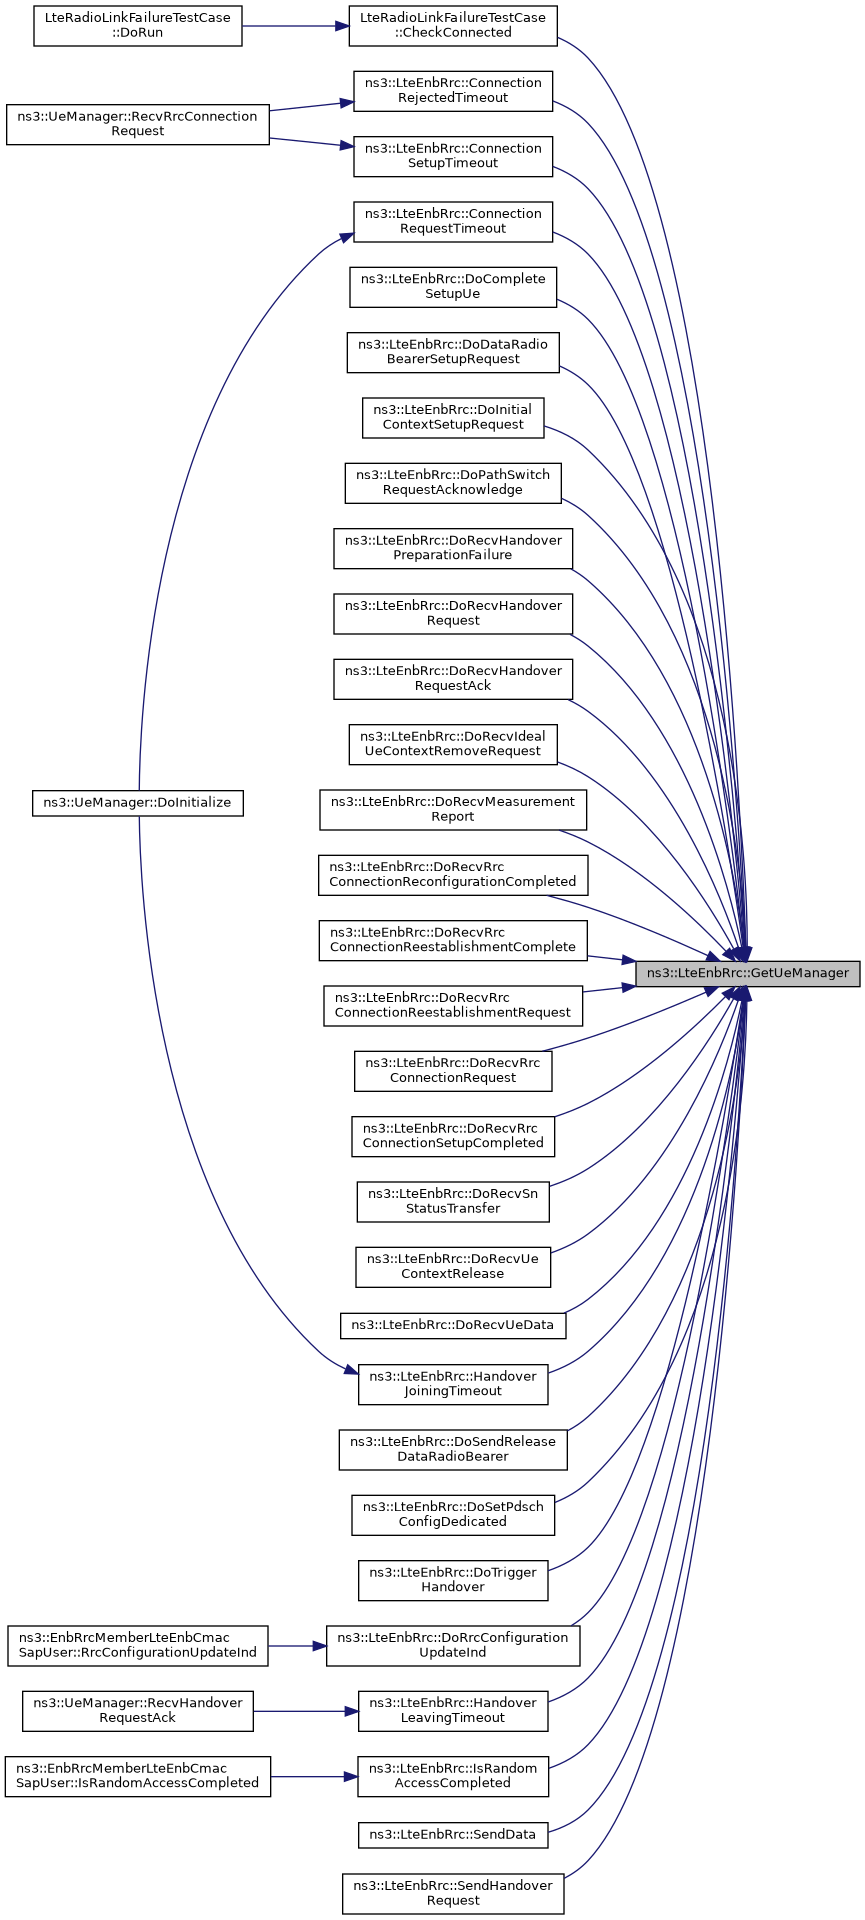 LteRadioLinkFailureTestCase
::DoRun
LteRadioLinkFailureTestCase
::CheckConnected
ns3::LteEnbRrc::Connection
RejectedTimeout
ns3::UeManager::RecvRrcConnection
Request
ns3::LteEnbRrc::Connection
SetupTimeout
ns3::LteEnbRrc::Connection
RequestTimeout
ns3::LteEnbRrc::DoComplete
SetupUe
ns3::LteEnbRrc::DoDataRadio
BearerSetupRequest
ns3::LteEnbRrc::DoInitial
ContextSetupRequest
ns3::LteEnbRrc::DoPathSwitch
RequestAcknowledge
ns3::LteEnbRrc::DoRecvHandover
PreparationFailure
ns3::LteEnbRrc::DoRecvHandover
Request
ns3::LteEnbRrc::DoRecvHandover
RequestAck
ns3::LteEnbRrc::DoRecvIdeal
UeContextRemoveRequest
ns3::UeManager::DoInitialize
ns3::LteEnbRrc::DoRecvMeasurement
Report
ns3::LteEnbRrc::DoRecvRrc
ConnectionReconfigurationCompleted
ns3::LteEnbRrc::DoRecvRrc
ConnectionReestablishmentComplete
ns3::LteEnbRrc::GetUeManager
ns3::LteEnbRrc::DoRecvRrc
ConnectionReestablishmentRequest
ns3::LteEnbRrc::DoRecvRrc
ConnectionRequest
ns3::LteEnbRrc::DoRecvRrc
ConnectionSetupCompleted
ns3::LteEnbRrc::DoRecvSn
StatusTransfer
ns3::LteEnbRrc::DoRecvUe
ContextRelease
ns3::LteEnbRrc::DoRecvUeData
ns3::LteEnbRrc::Handover
JoiningTimeout
ns3::LteEnbRrc::DoSendRelease
DataRadioBearer
ns3::LteEnbRrc::DoSetPdsch
ConfigDedicated
ns3::LteEnbRrc::DoTrigger
Handover
ns3::EnbRrcMemberLteEnbCmac
SapUser::RrcConfigurationUpdateInd
ns3::LteEnbRrc::DoRrcConfiguration
UpdateInd
ns3::UeManager::RecvHandover
RequestAck
ns3::LteEnbRrc::Handover
LeavingTimeout
ns3::EnbRrcMemberLteEnbCmac
SapUser::IsRandomAccessCompleted
ns3::LteEnbRrc::IsRandom
AccessCompleted
ns3::LteEnbRrc::SendData
ns3::LteEnbRrc::SendHandover
Request